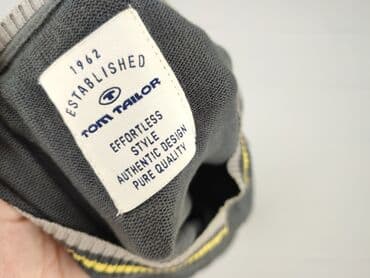 1962
ESTABLISHED
T
TOM TAILOR
EFFORTLESS
STYLE
AUTHENTIC DESIGN
PURE QUALITY